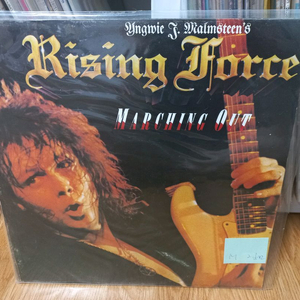 Yngwie J. Malmsteen's
Rising Force
MARCHING OUT